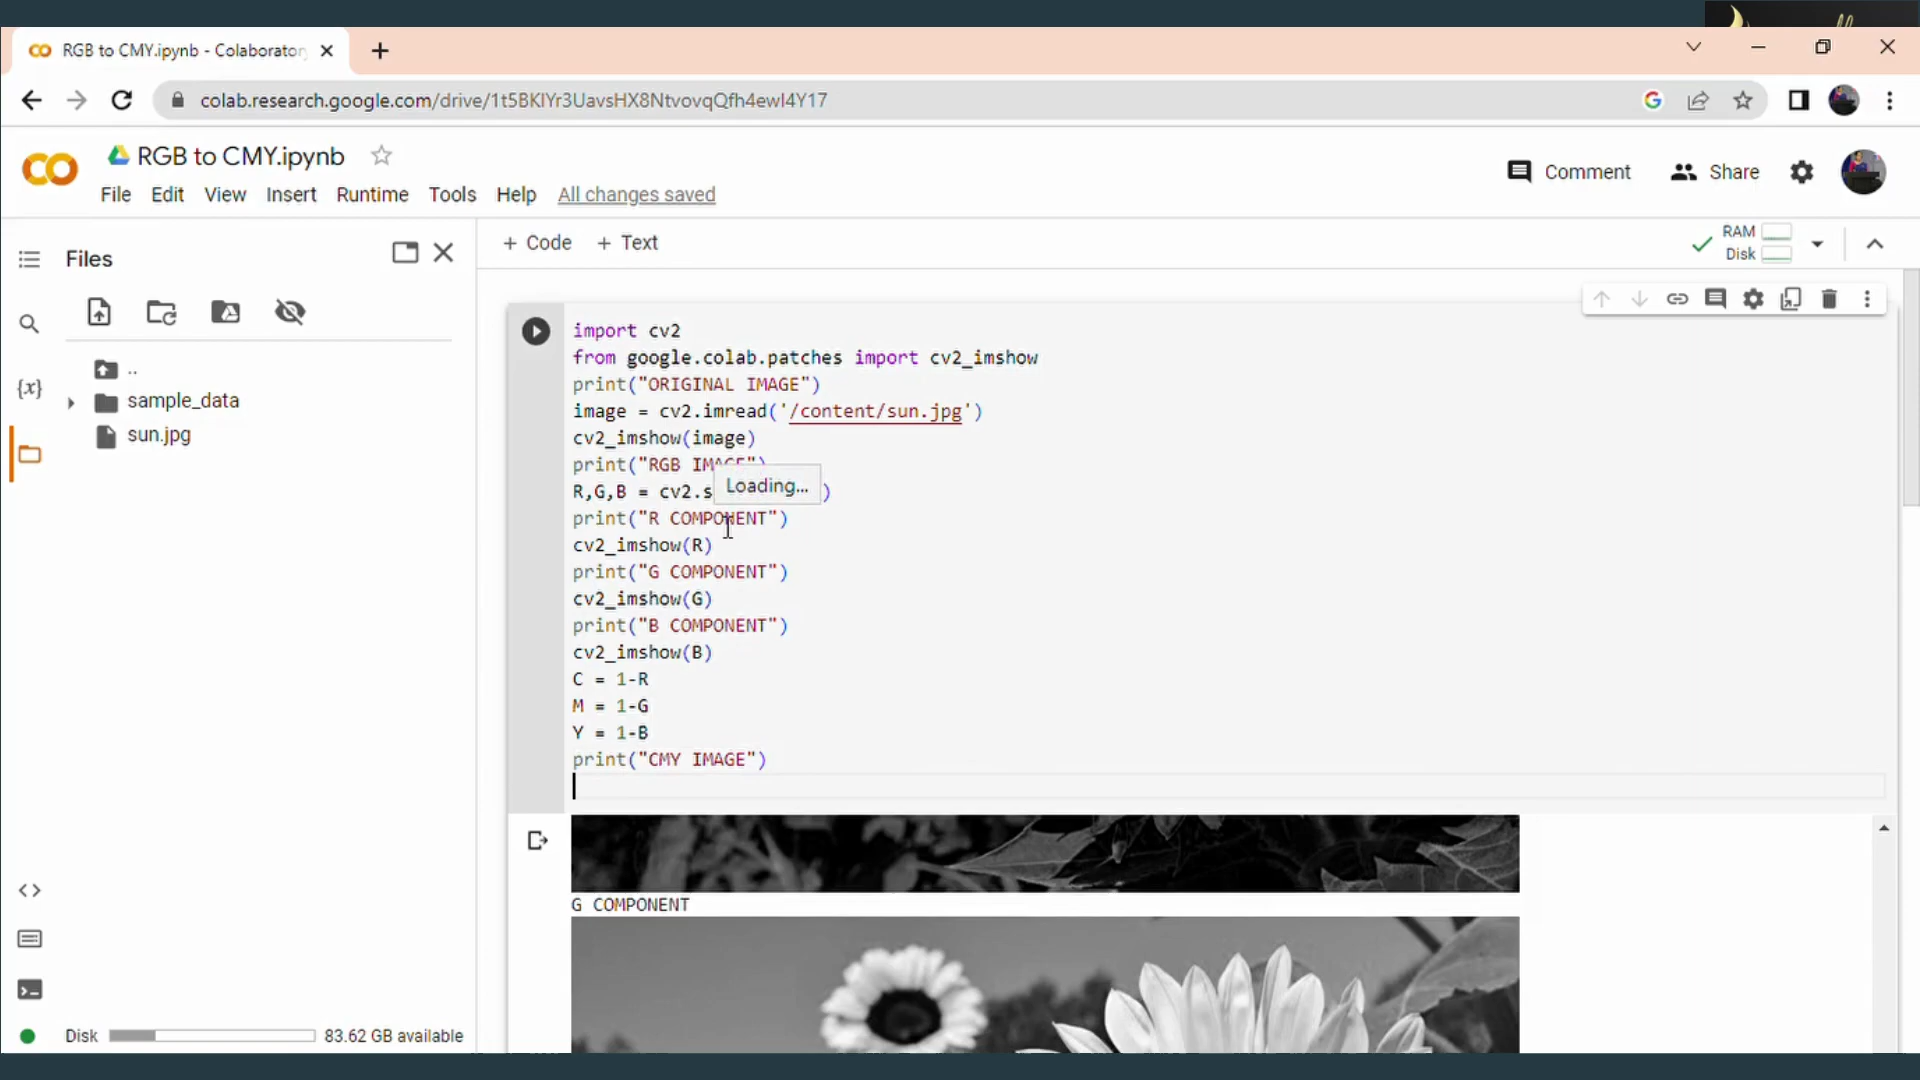 RGB to CMY.ipynb - Colaborator
colab.research.google.com/drive/1t5BKlYr3UavsHX8NtvovqQfh4ewI4Y17
RGB to CMY.ipynb
Comment
Share
File Edit View Insert Runtime Tools Help All changes saved
Files
+ Code + Text
RAM
Disk
..
sample_data
sun.jpg
{x}
import cv2
from google.colab.patches import cv2_imshow
print("ORIGINAL IMAGE")
image = cv2.imread('/content/sun.jpg')
cv2_imshow(image)
print("RGB IMAGE")
R,G,B = cv2.s )
Loading...
print("R COMPONENT")
cv2_imshow(R)
print("G COMPONENT")
cv2_imshow(G)
print("B COMPONENT")
cv2_imshow(B)
C = 1-R
M = 1-G
Y = 1-B
print("CMY IMAGE")
G COMPONENT
Disk 83.62 GB available